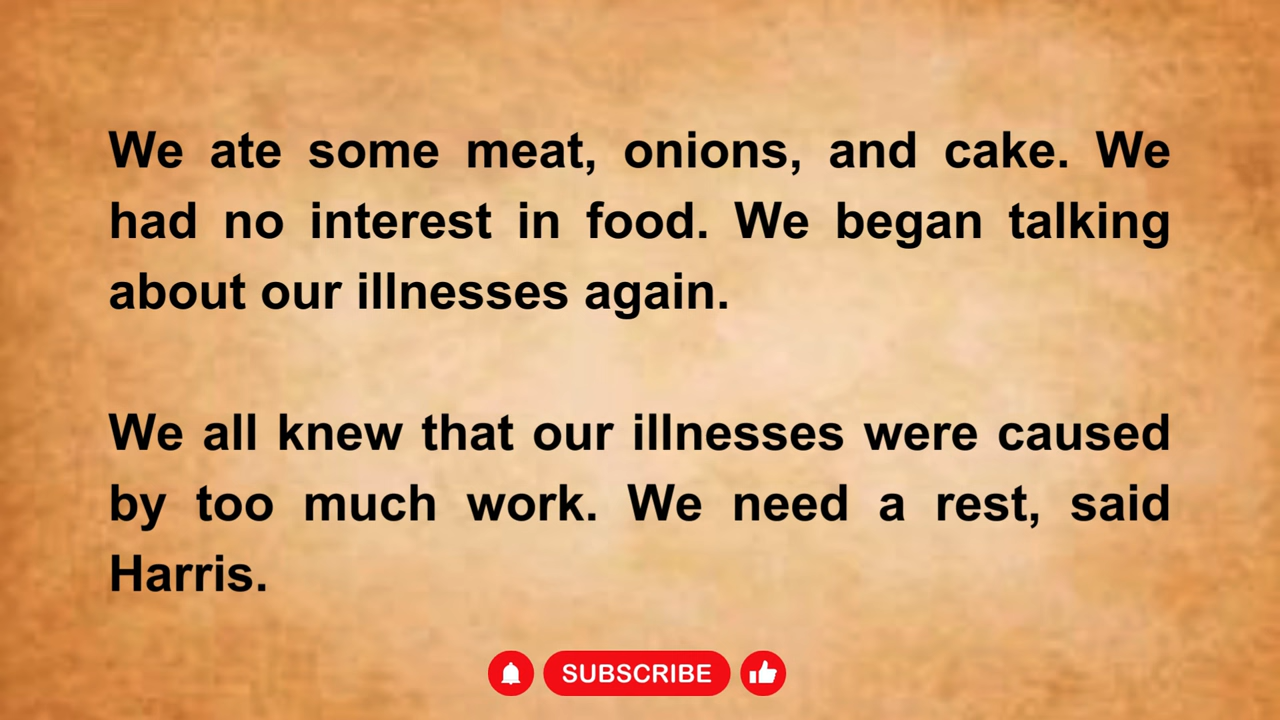 We ate some meat, onions, and cake. We
had no interest in food. We began talking
about our illnesses again.
We all knew that our illnesses were caused
by too much work. We need a rest, said
Harris.
SUBSCRIBE